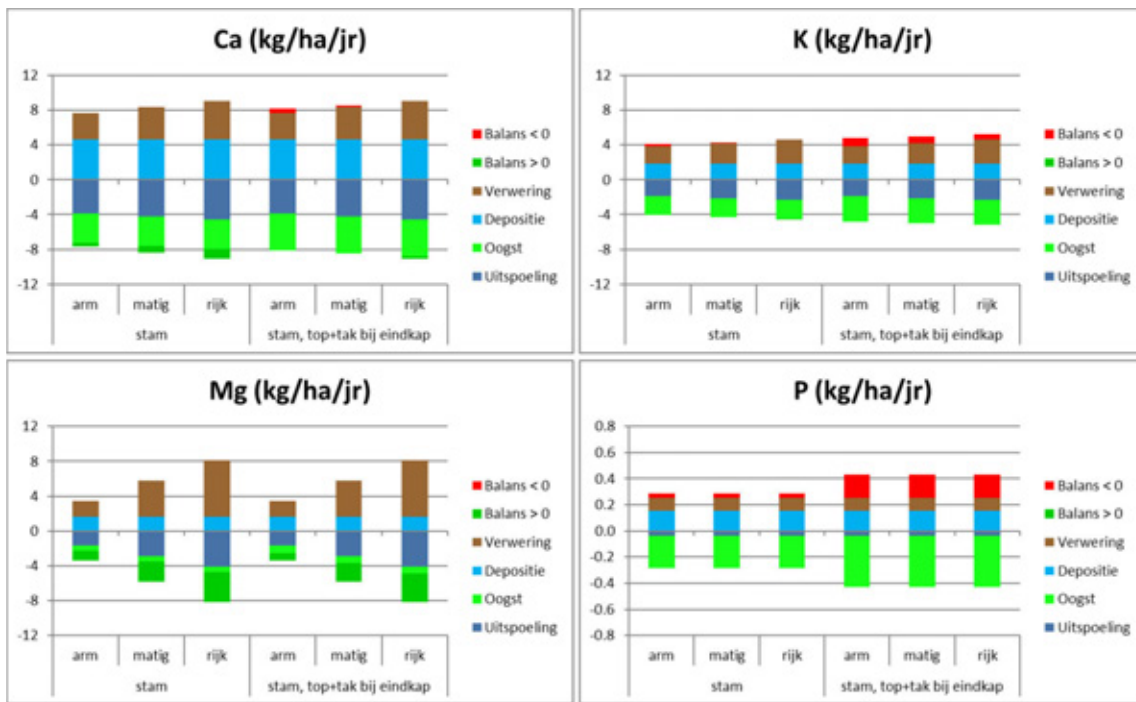 Ca (kg/ha/jr)
12
8
4
0
-4
-8
-12
arm matig rijk arm matig rijk
stam stam, top+tak bij eindkap
Balans < 0
Balans > 0
Verwering
Depositie
Oogst
Uitspoeling
K (kg/ha/jr)
12
8
4
0
-4
-8
-12
arm matig rijk arm matig rijk
stam stam, top+tak bij eindkap
Balans < 0
Balans > 0
Verwering
Depositie
Oogst
Uitspoeling
Mg (kg/ha/jr)
12
8
4
0
-4
-8
-12
arm matig rijk arm matig rijk
stam stam, top+tak bij eindkap
Balans < 0
Balans > 0
Verwering
Depositie
Oogst
Uitspoeling
P (kg/ha/jr)
0.8
0.6
0.4
0.2
0.0
-0.2
-0.4
-0.6
-0.8
arm matig rijk arm matig rijk
stam stam, top+tak bij eindkap
Balans < 0
Balans > 0
Verwering
Depositie
Oogst
Uitspoeling